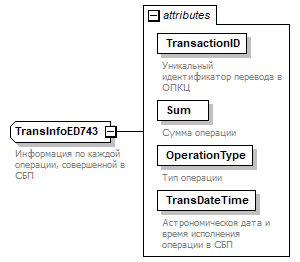 attributes
TransactionID
Уникальный
идентификатор перевода в
ОПКЦ
Sum
Сумма операции
TransInfoED743
Информация по каждой
операции, совершенной в
СБП
OperationType
Тип операции
TransDateTime
Астрономическая дата и
время исполнения
операции в СБП